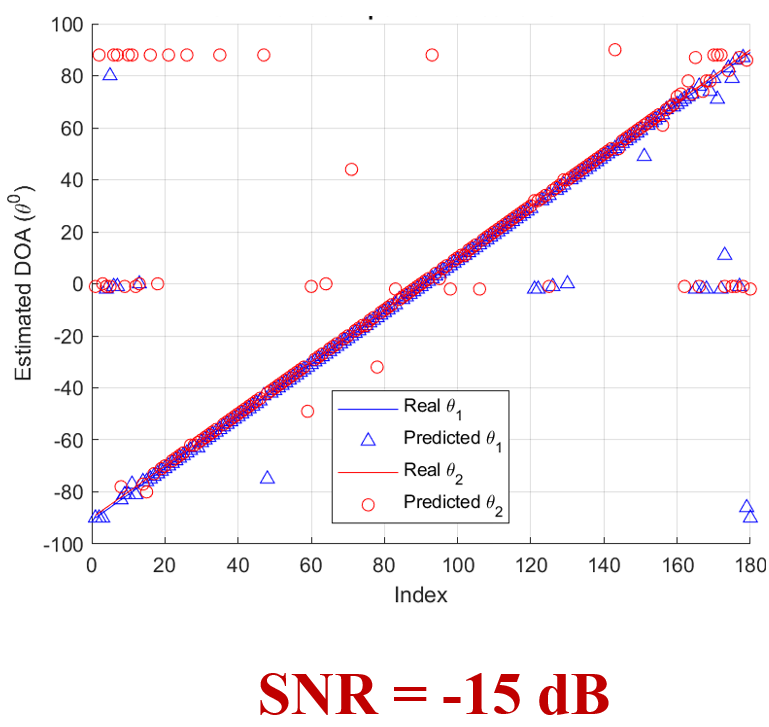 100
80
60
40
20
0
-20
-40
-60
-80
-100
Estimated DOA (θ⁰)
Real θ₁
Predicted θ₁
Real θ₂
Predicted θ₂
0 20 40 60 80 100 120 140 160 180
Index
SNR = -15 dB